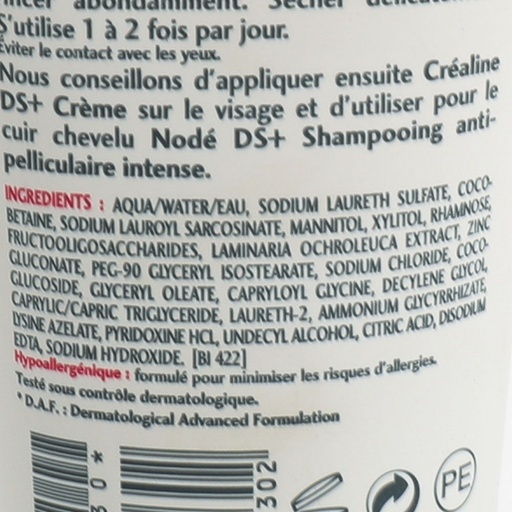 abondamment. Sécher
S'utilise 1 à 2 fois par jour.
Éviter le contact avec les yeux.
Nous conseillons d'appliquer ensuite Créaline
DS+ Crème sur le visage et d'utiliser pour le
cuir chevelu Nodé DS+ Shampooing anti-
pelliculaire intense.
INGREDIENTS : AQUA/WATER/EAU, SODIUM LAURETH SULFATE, COCO-
BETAINE, SODIUM LAUROYL SARCOSINATE, MANNITOL, XYLITOL, RHAMNOSE,
FRUCTOOLIGOSACCHARIDES, LAMINARIA OCHROLEUCA EXTRACT, ZINC
GLUCONATE, PEG-90 GLYCERYL ISOSTEARATE, SODIUM CHLORIDE, COCO-
GLUCOSIDE, GLYCERYL OLEATE, CAPRYLOYL GLYCINE, DECYLENE GLYCOL,
CAPRYLIC/CAPRIC TRIGLYCERIDE, LAURETH-2, AMMONIUM GLYCYRRHIZATE,
LYSINE AZELATE, PYRIDOXINE HCL, UNDECYL ALCOHOL, CITRIC ACID, DISODIUM
EDTA, SODIUM HYDROXIDE. [BI 422]
Hypoallergénique : formulé pour minimiser les risques d'allergies.
Testé sous contrôle dermatologique.
* D.A.F. : Dermatological Advanced Formulation
0 *
302
PE